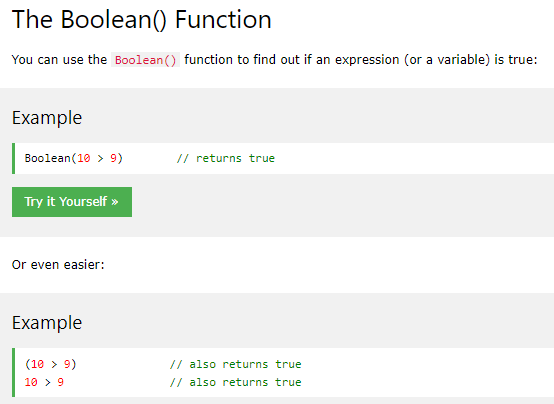 The Boolean() Function
You can use the Boolean() function to find out if an expression (or a variable) is true:
Example
Boolean(10 > 9)        // returns true
Try it Yourself »
Or even easier:
Example
(10 > 9)              // also returns true
10 > 9                // also returns true